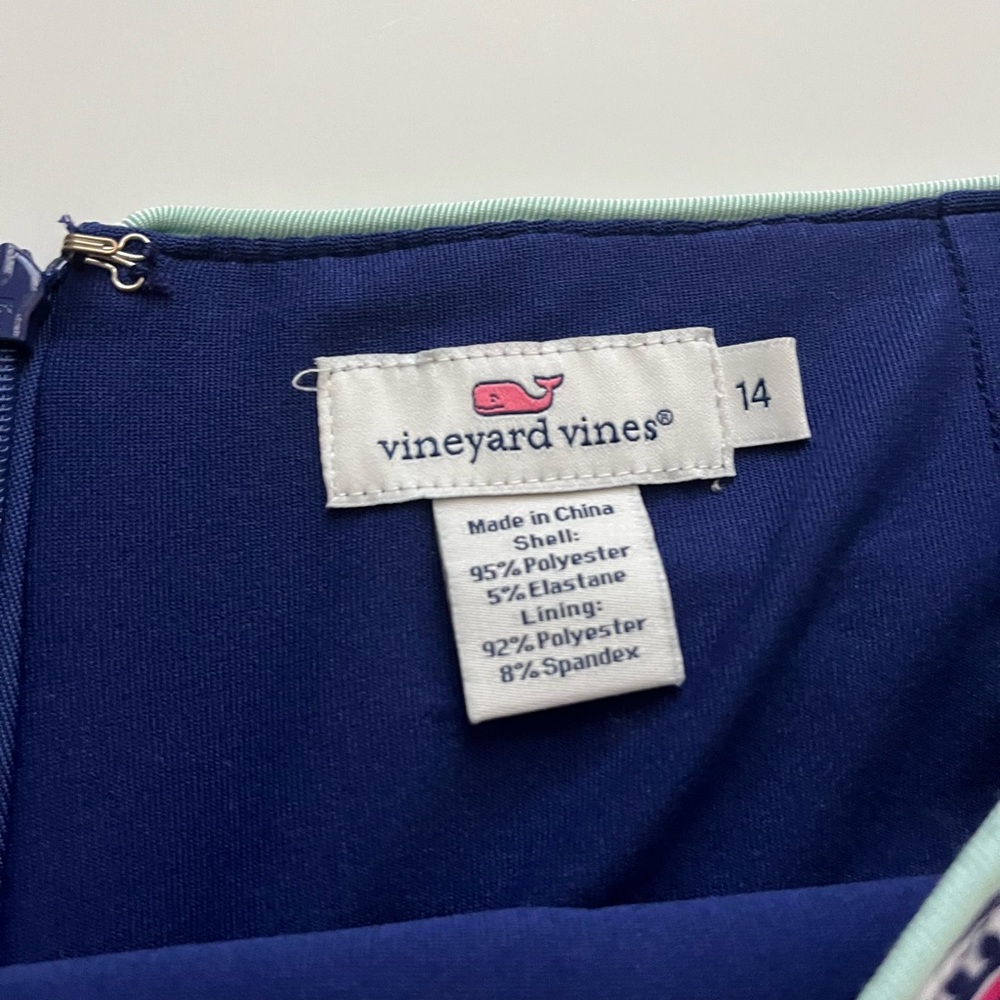 vineyard vines®
14
Made in China
Shell:
95% Polyester
5% Elastane
Lining:
92% Polyester
8% Spandex